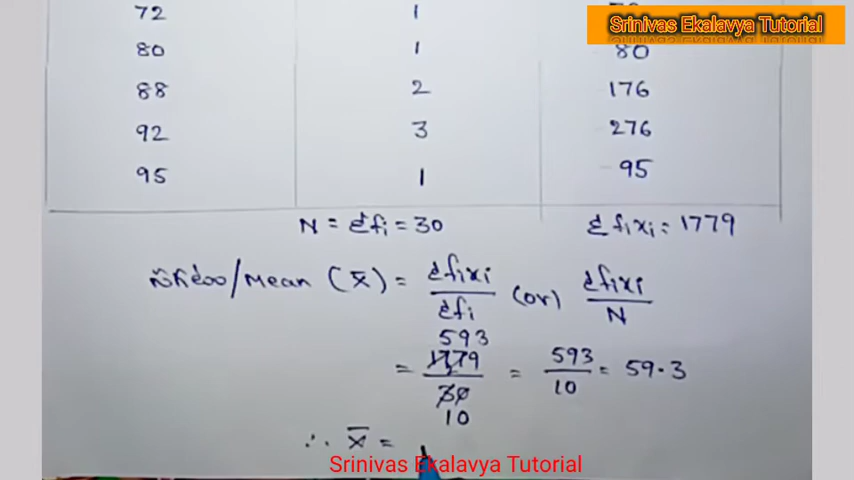 Srinivas Ekalavya Tutorial
72 1
80 1 80
88 2 176
92 3 276
95 1 95
N = Σfi = 30 Σfixi = 1779
సగటు/Mean (x̄) = Σfixi/Σfi (or) Σfixi/N
593
= 1779/30 = 593/10 = 59.3
10
∴ x̄ =
Srinivas Ekalavya Tutorial